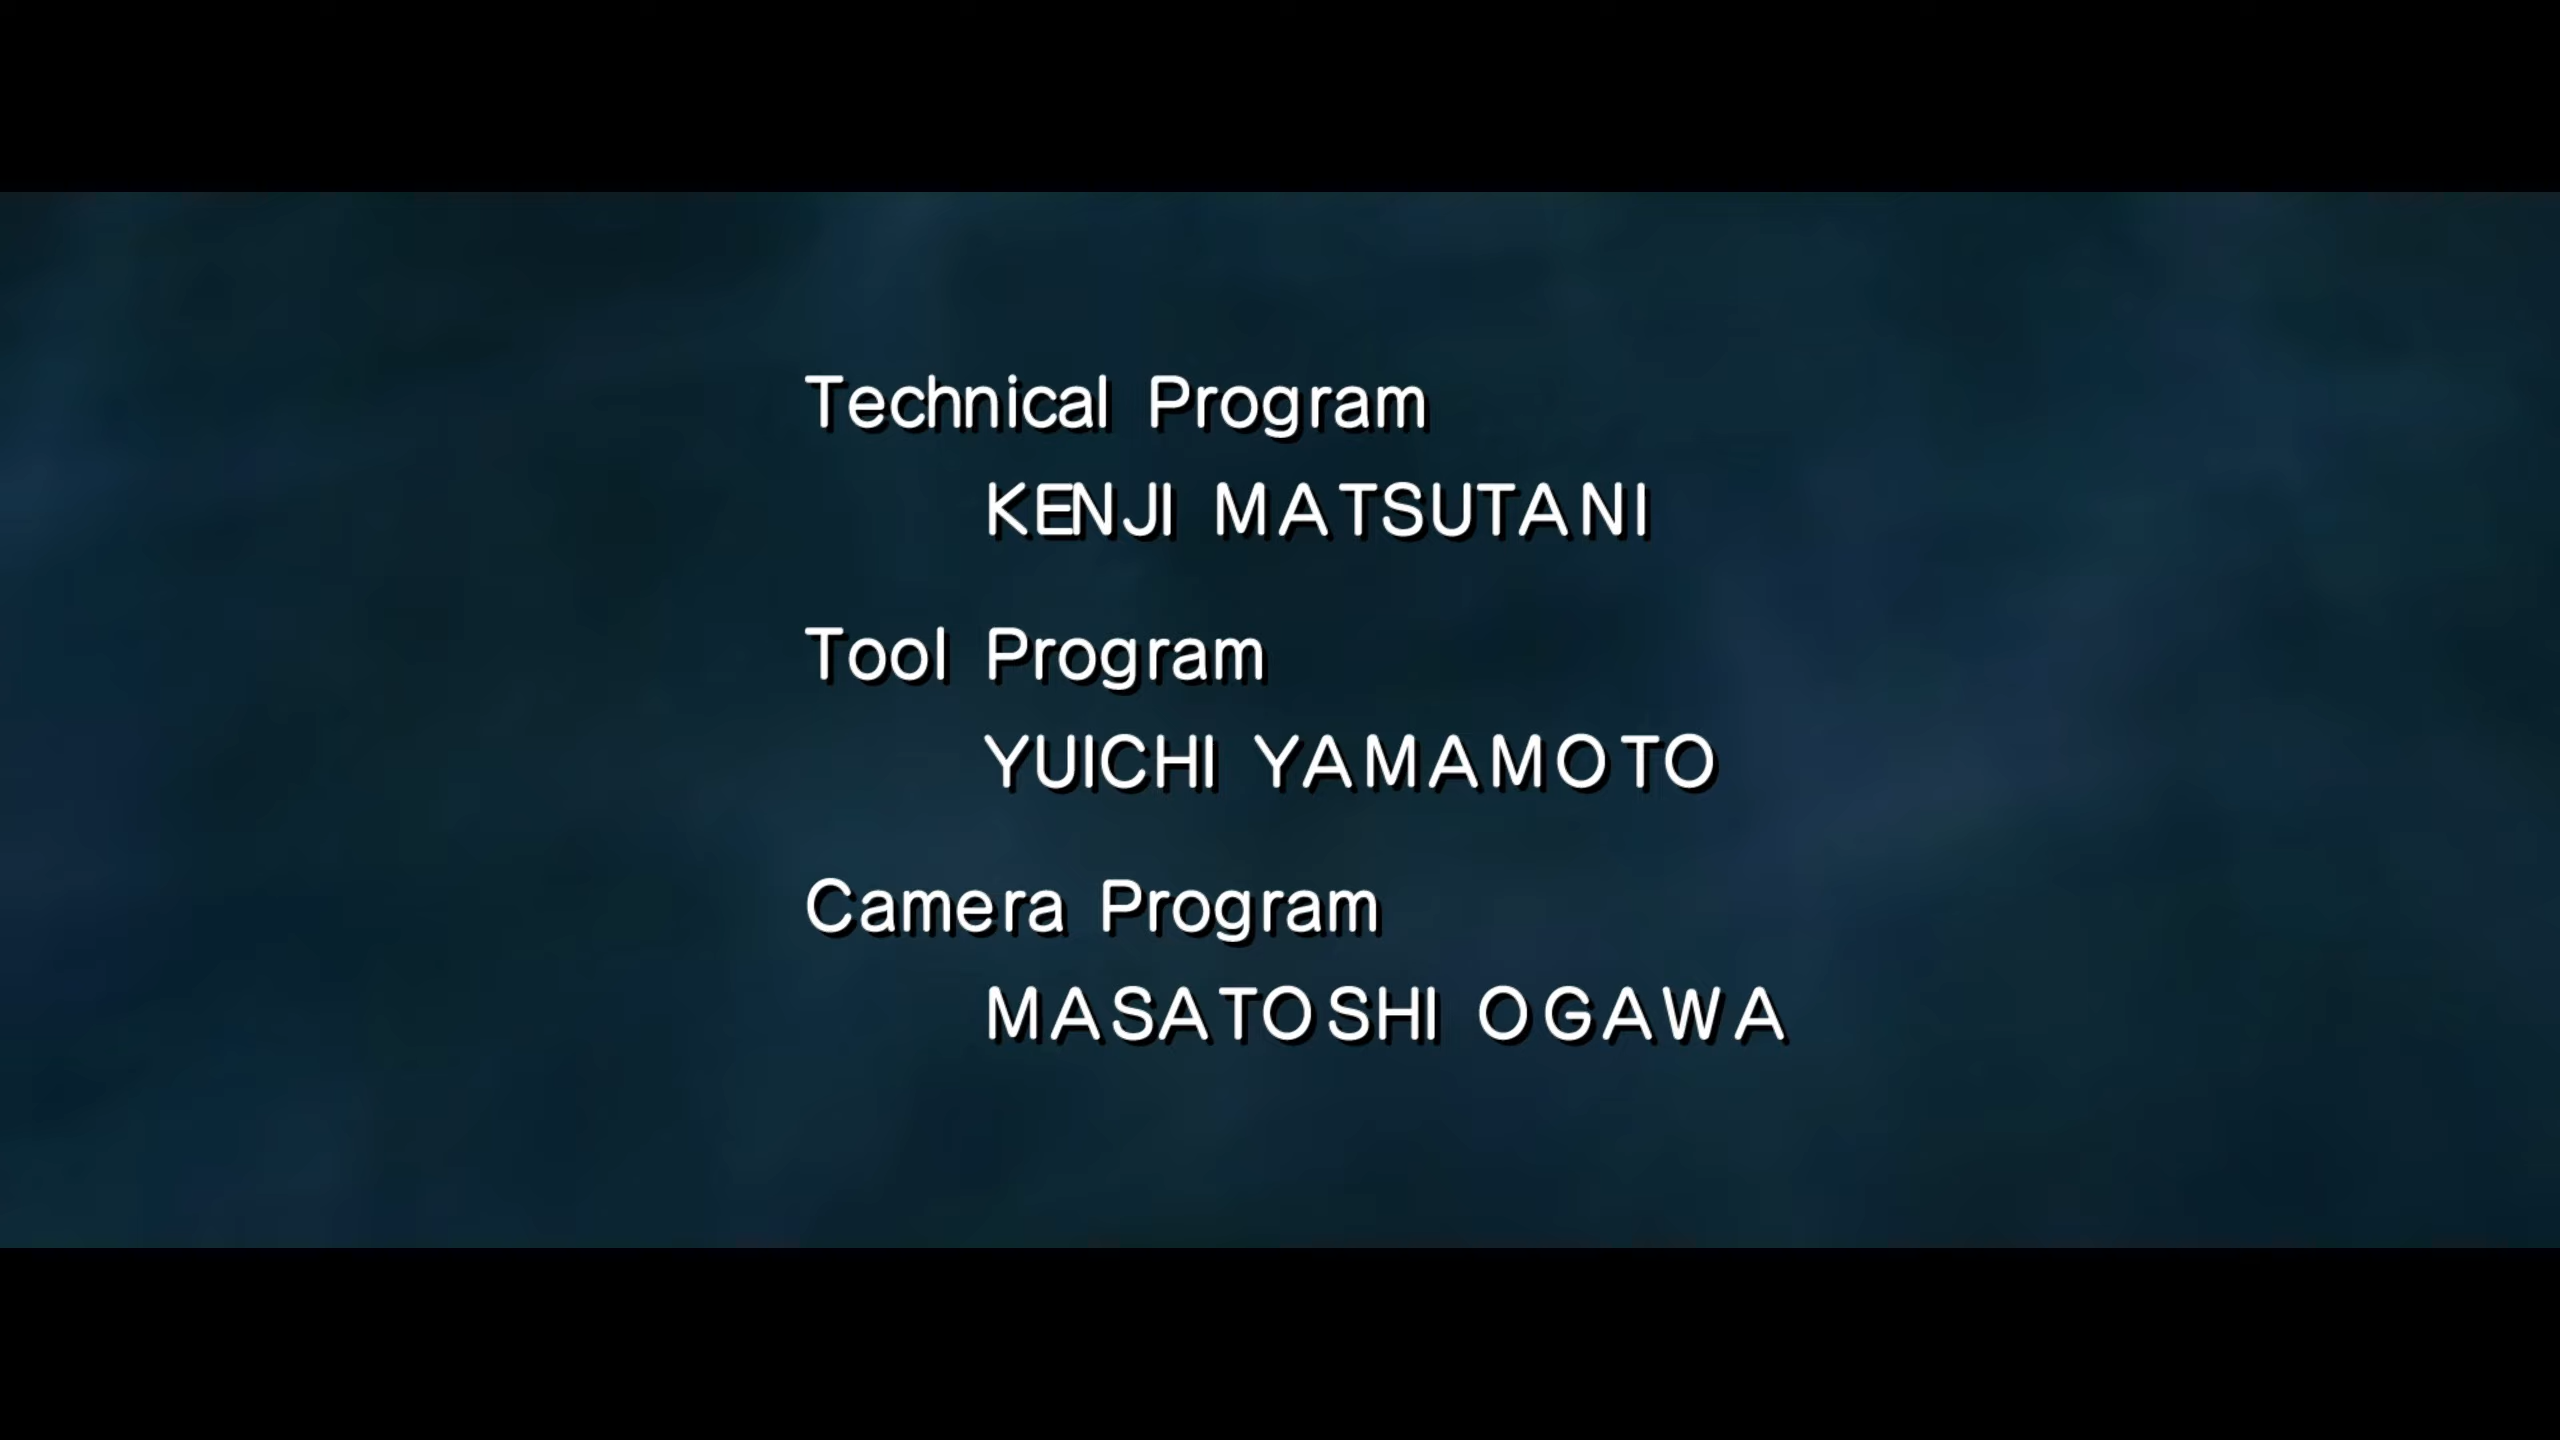 Technical Program
KENJI MATSUTANI
Tool Program
YUICHI YAMAMOTO
Camera Program
MASATOSHI OGAWA